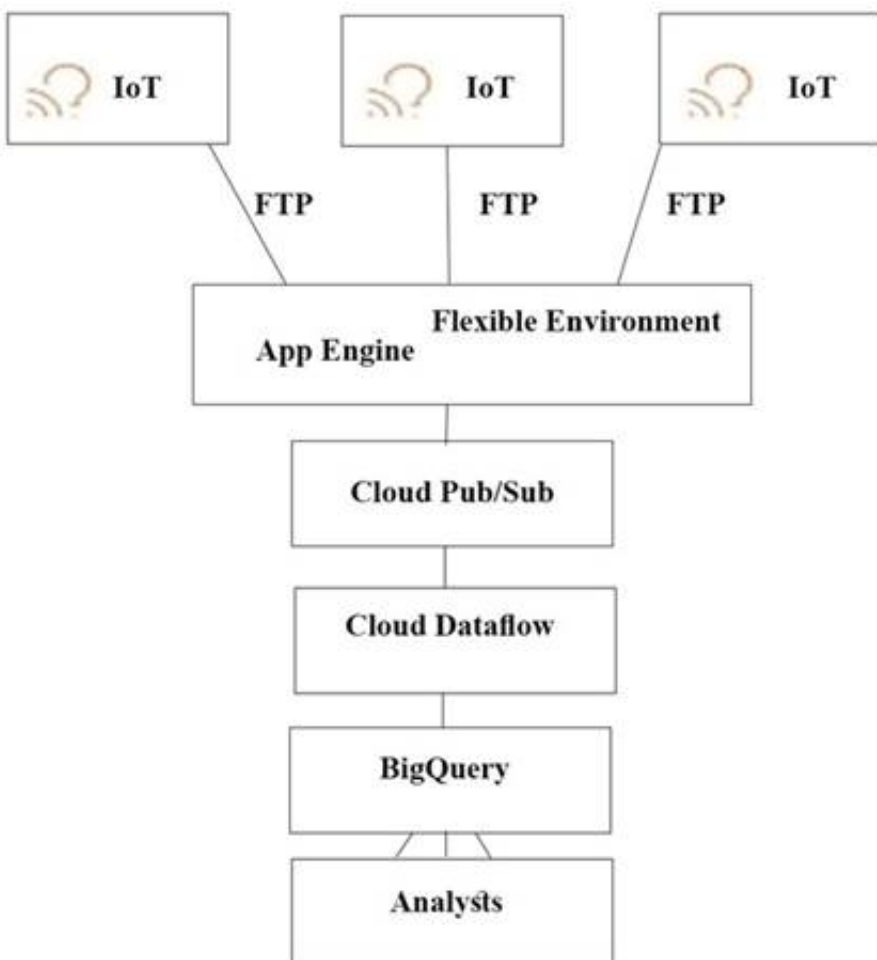 IoT
IoT
IoT
FTP
FTP
FTP
Flexible Environment
App Engine
Cloud Pub/Sub
Cloud Dataflow
BigQuery
Analysts